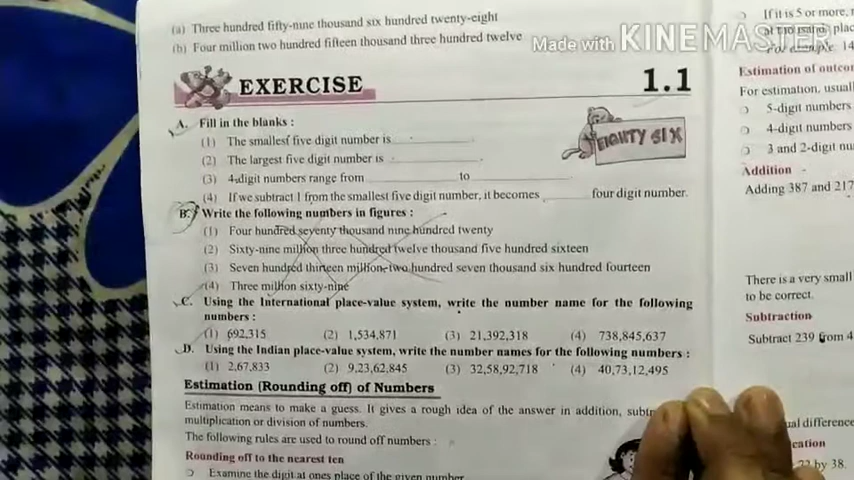 (a) Three hundred fifty-nine thousand six hundred twenty-eight
(b) Four million two hundred fifteen thousand three hundred twelve
Made with KINEMASTER
EXERCISE 1.1
A. Fill in the blanks :
(1) The smallest five digit number is
(2) The largest five digit number is
(3) 4-digit numbers range from ________ to ________
(4) If we subtract 1 from the smallest five digit number, it becomes ______ four digit number.
EIGHTY SIX
B. Write the following numbers in figures :
(1) Four hundred seventy thousand nine hundred twenty
(2) Sixty-nine million three hundred twelve thousand five hundred sixteen
(3) Seven hundred thirteen million two hundred seven thousand six hundred fourteen
(4) Three million sixty-nine
C. Using the International place-value system, write the number name for the following
numbers :
(1) 692,315 (2) 1,534,871 (3) 21,392,318 (4) 738,845,637
D. Using the Indian place-value system, write the number names for the following numbers :
(1) 2,67,833 (2) 9,23,62,845 (3) 32,58,92,718 (4) 40,73,12,495
Estimation (Rounding off) of Numbers
Estimation means to make a guess. It gives a rough idea of the answer in addition,
multiplication or division of numbers.
The following rules are used to round off numbers :
Rounding off to the nearest ten
Examine the digit at ones place of the given number
If it is 5 or more,
at thousand, plac
For example, 14
Estimation of outco
For estimation, usuall
5-digit numbers
4-digit numbers
3 and 2-digit nu
Addition
Adding 387 and 217
There is a very small
to be correct.
Subtraction
Subtract 239 from 4
ual difference
ication
by 38.